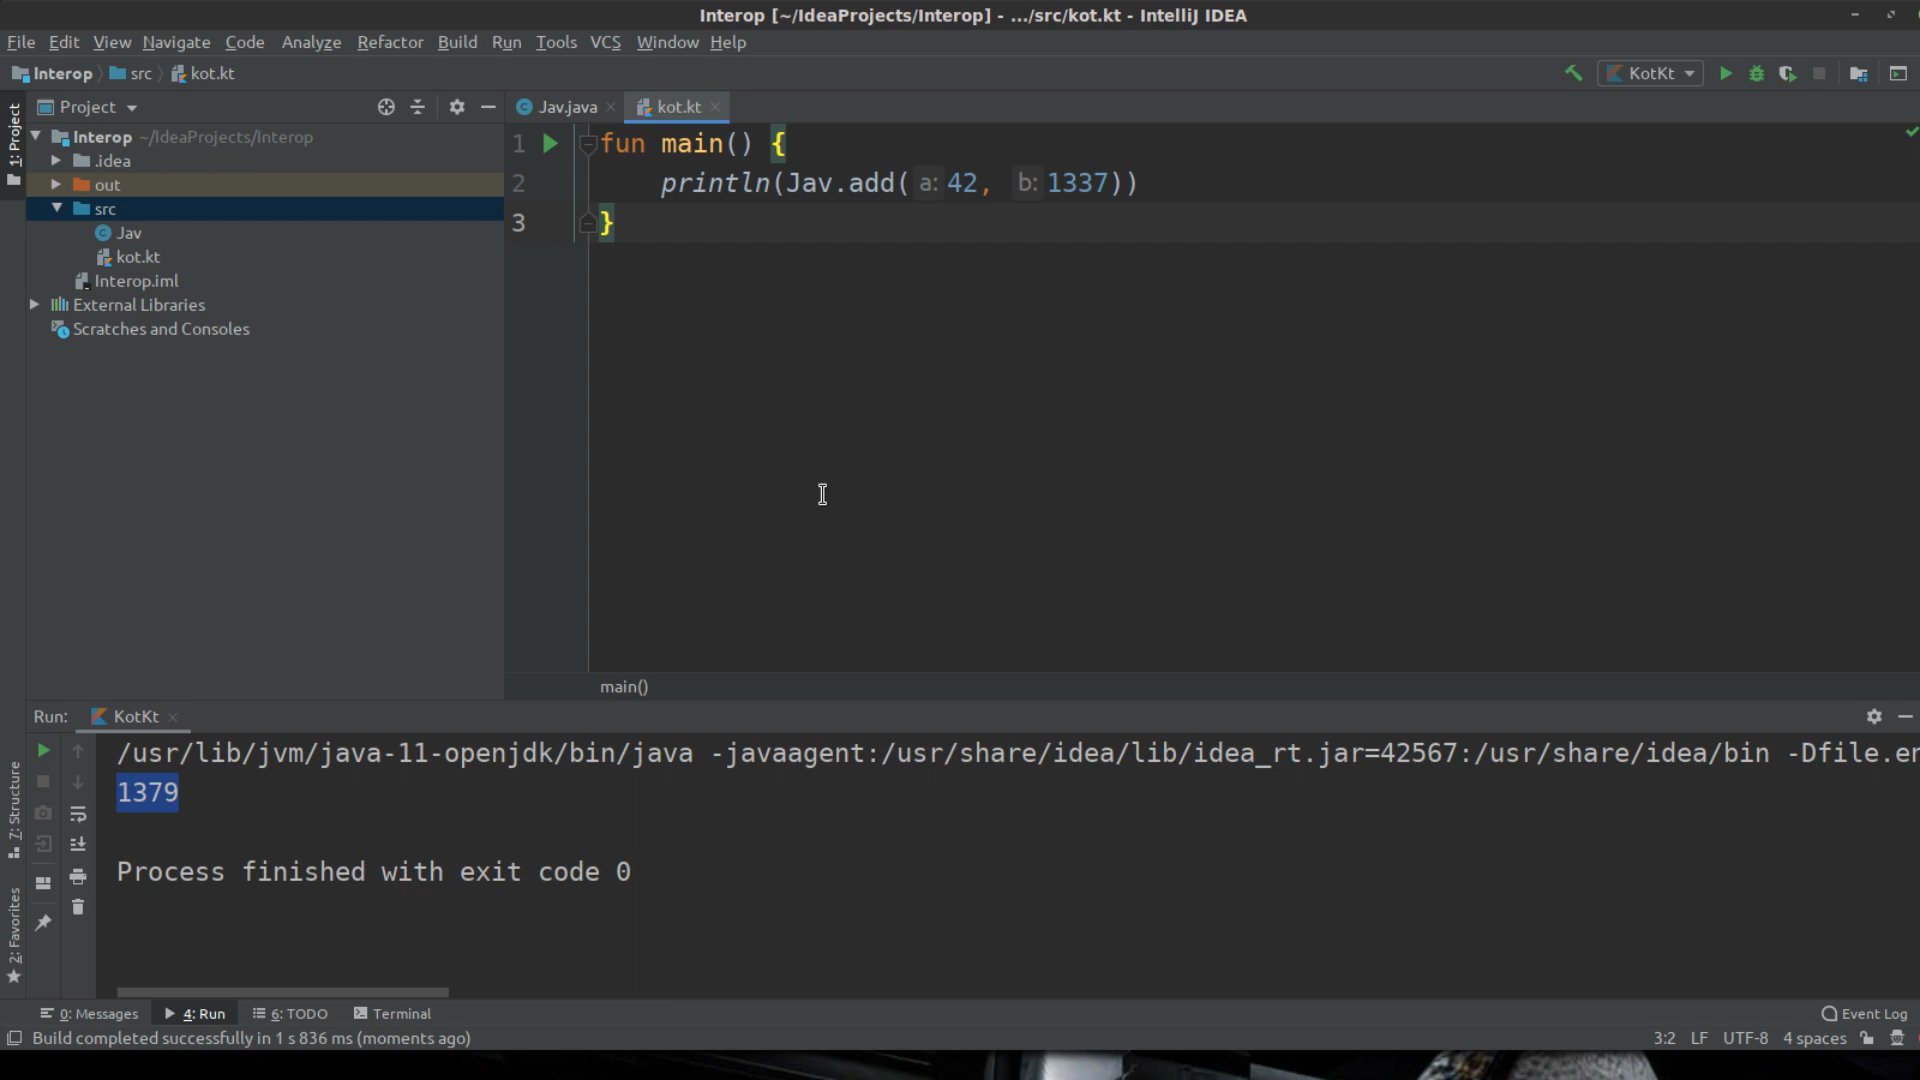 Interop [~/IdeaProjects/Interop] - .../src/kot.kt - IntelliJ IDEA
File Edit View Navigate Code Analyze Refactor Build Run Tools VCS Window Help
Interop src kot.kt
KotKt
1: Project
Project
Jav.java
kot.kt
Interop ~/IdeaProjects/Interop
.idea
out
src
Jav
kot.kt
Interop.iml
External Libraries
Scratches and Consoles
1 fun main() {
2 println(Jav.add( a: 42, b: 1337))
3 }
main()
Run: KotKt
/usr/lib/jvm/java-11-openjdk/bin/java -javaagent:/usr/share/idea/lib/idea_rt.jar=42567:/usr/share/idea/bin -Dfile.en
1379
Process finished with exit code 0
7: Structure
2: Favorites
0: Messages 4: Run 6: TODO Terminal Event Log
Build completed successfully in 1 s 836 ms (moments ago) 3:2 LF UTF-8 4 spaces